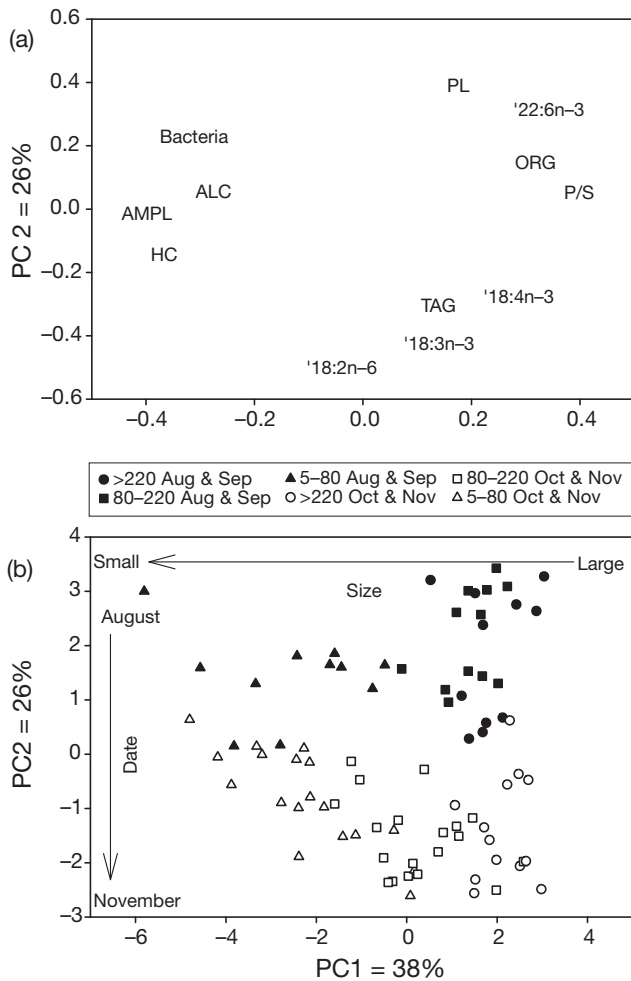 (a)
0.6
0.4
0.2
0.0
–0.2
–0.4
–0.6
PC 2 = 26%
PL
'22:6n–3
Bacteria
ORG
ALC
P/S
AMPL
HC
'18:4n–3
TAG
'18:3n–3
'18:2n–6
–0.4
–0.2
0.0
0.2
0.4
>220 Aug & Sep
5–80 Aug & Sep
80–220 Oct & Nov
80–220 Aug & Sep
>220 Oct & Nov
5–80 Oct & Nov
(b)
4
3
2
1
0
–1
–2
–3
PC2 = 26%
Small
Large
Size
August
Date
November
–6
–4
–2
0
2
4
PC1 = 38%